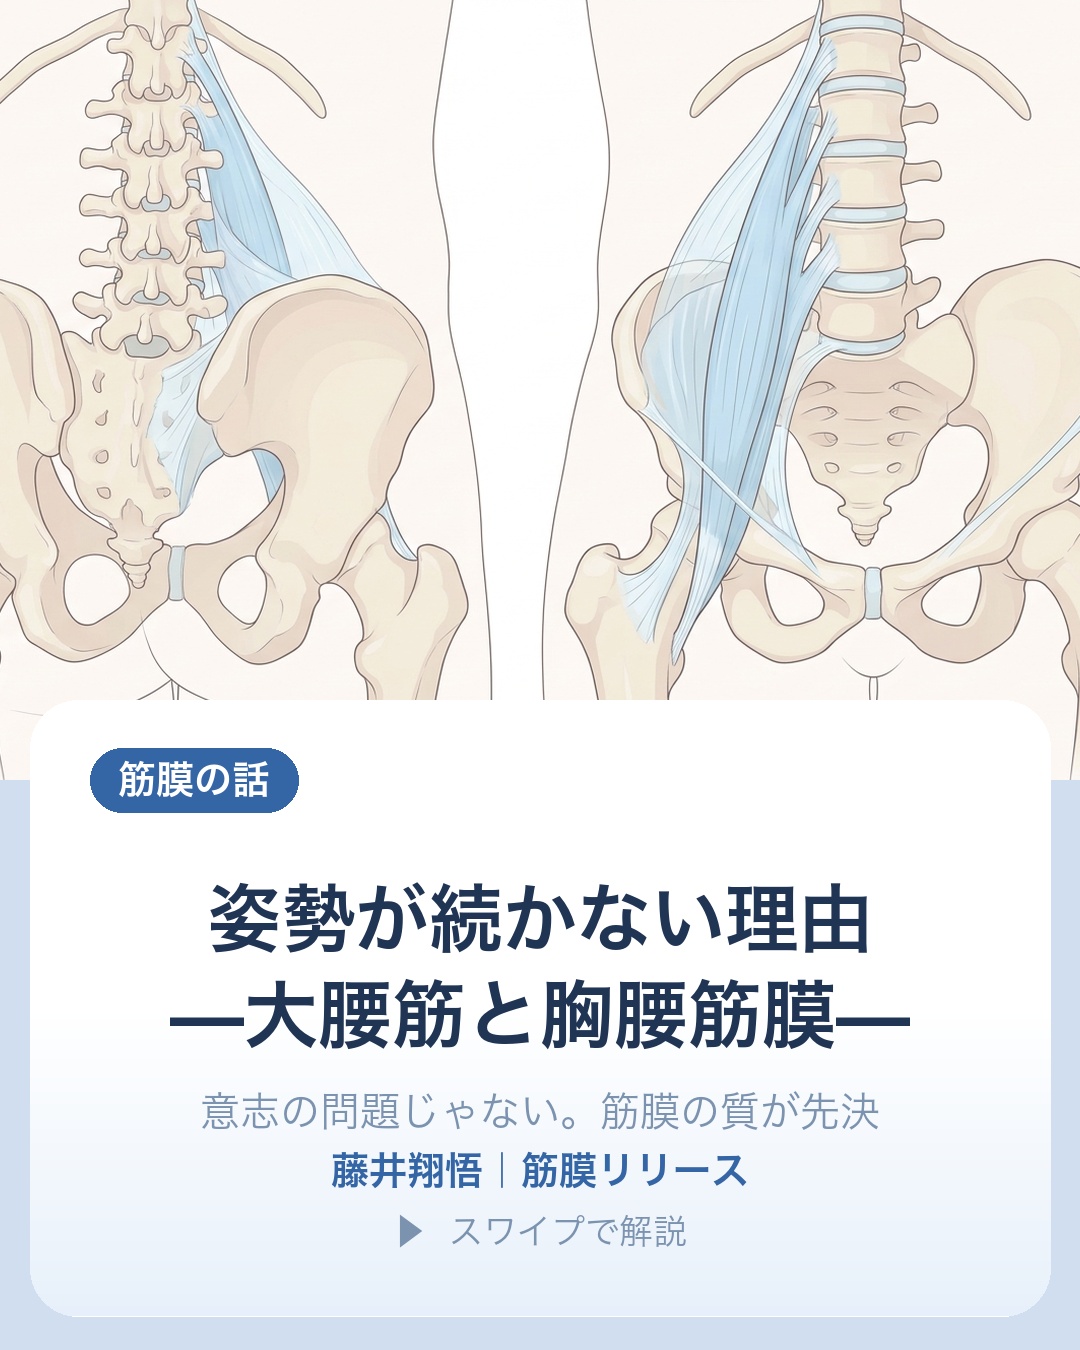 筋膜の話
姿勢が続かない理由
―大腰筋と胸腰筋膜―
意志の問題じゃない。筋膜の質が先決
藤井翔悟｜筋膜リリース
▶ スワイプで解説